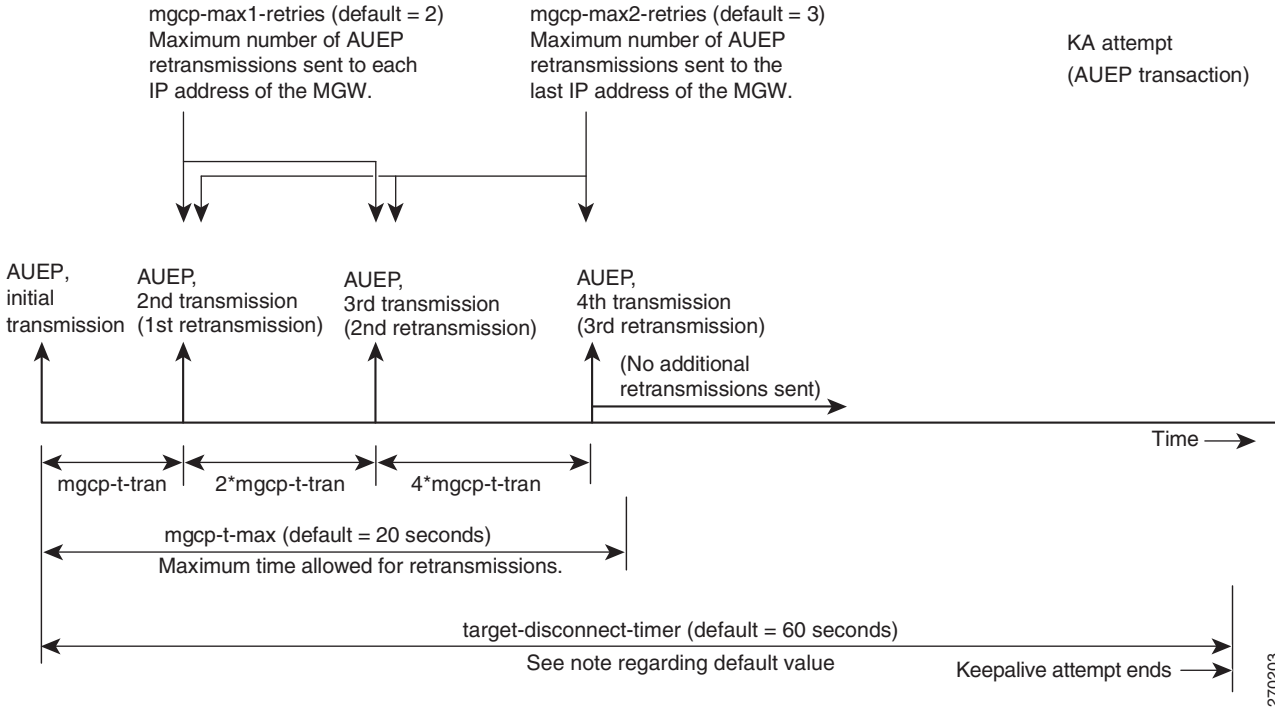 mgcp-max1-retries (default = 2)
Maximum number of AUEP
retransmissions sent to each
IP address of the MGW.
mgcp-max2-retries (default = 3)
Maximum number of AUEP
retransmissions sent to the
last IP address of the MGW.
KA attempt
(AUEP transaction)
AUEP,
initial
transmission
AUEP,
2nd transmission
(1st retransmission)
AUEP,
3rd transmission
(2nd retransmission)
AUEP,
4th transmission
(3rd retransmission)
(No additional
retransmissions sent)
Time
mgcp-t-tran
2*mgcp-t-tran
4*mgcp-t-tran
mgcp-t-max (default = 20 seconds)
Maximum time allowed for retransmissions.
target-disconnect-timer (default = 60 seconds)
See note regarding default value
Keepalive attempt ends
270203